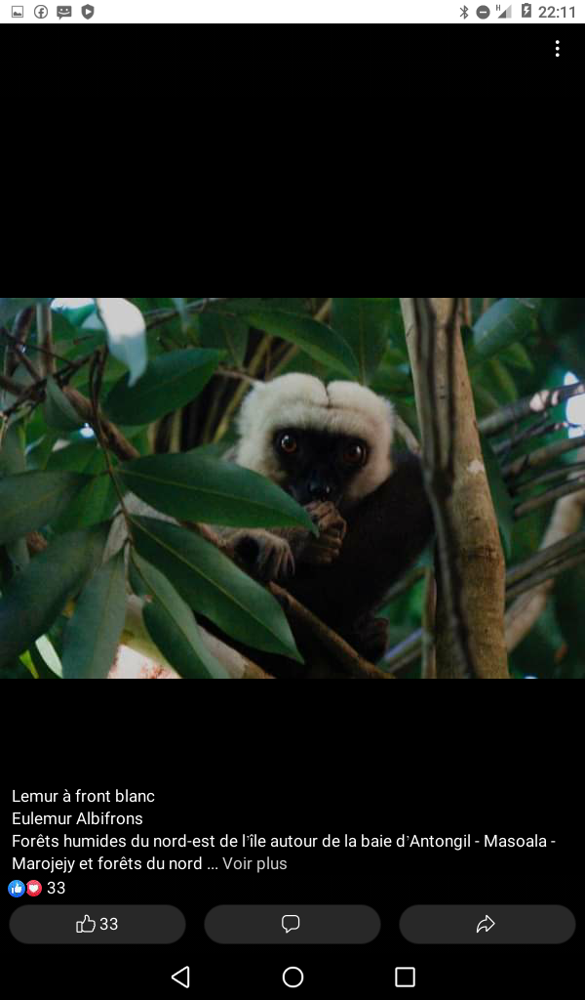 H 22:11
Lemur à front blanc
Eulemur Albifrons
Forêts humides du nord-est de l'île autour de la baie d'Antongil - Masoala -
Marojejy et forêts du nord ... Voir plus
33
33